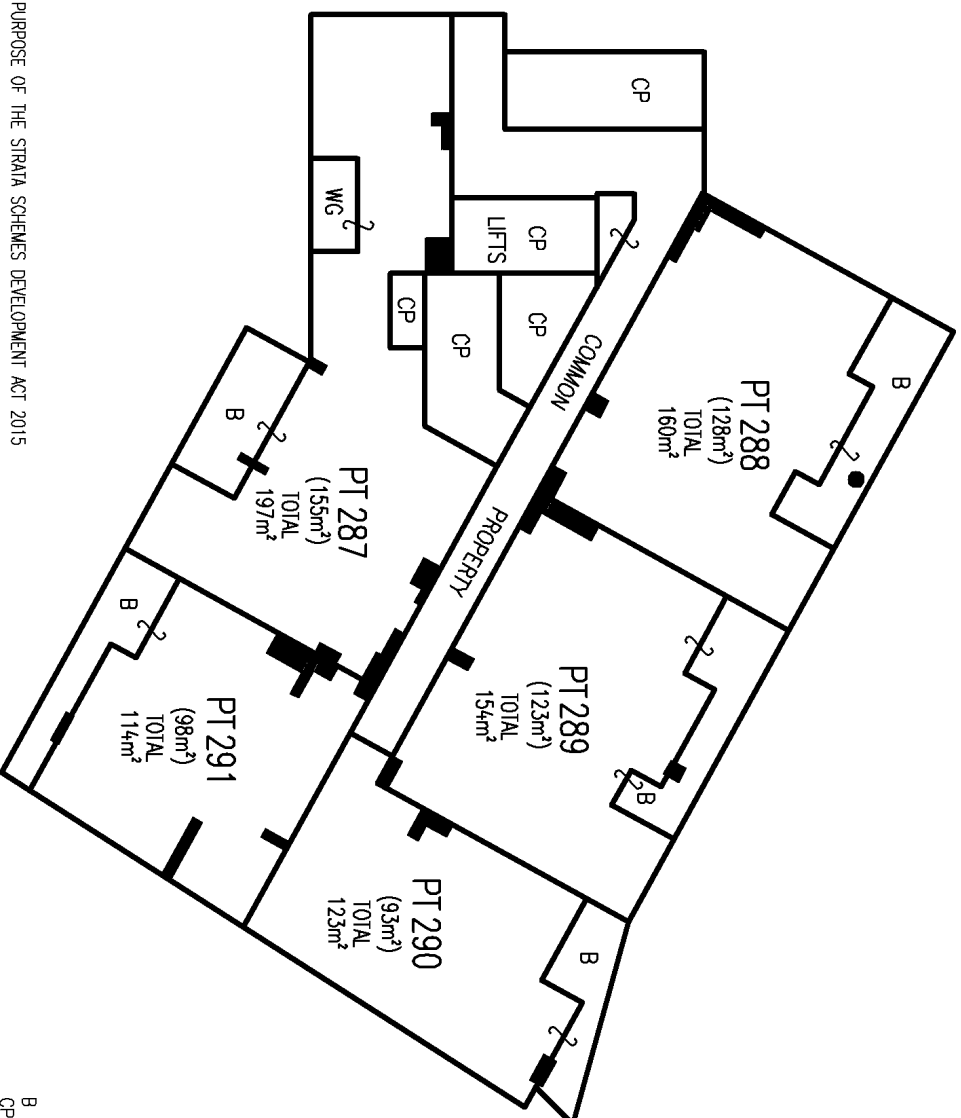 CP
CP
LIFTS
CP
CP
CP
WG
COMMON
PROPERTY
PT 288
(128m²)
TOTAL
160m²
B
PT 289
(123m²)
TOTAL
154m²
B
PT 287
(155m²)
TOTAL
197m²
B
PT 291
(98m²)
TOTAL
114m²
B
PT 290
(93m²)
TOTAL
123m²
B
PURPOSE OF THE STRATA SCHEMES DEVELOPMENT ACT 2015
B
CP